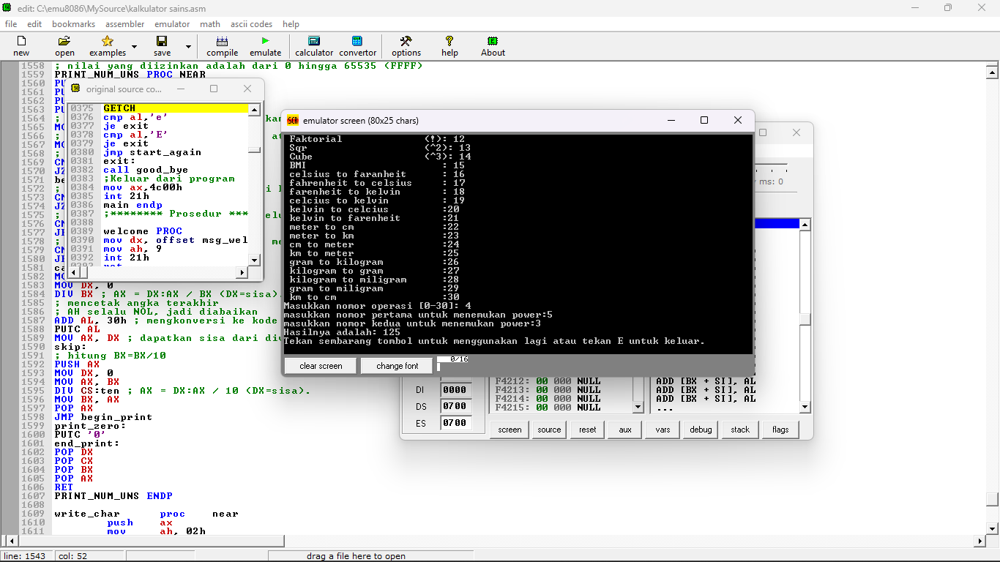 edit: C:\emu8086\MySource\kalkulator sains.asm
file edit bookmarks assembler emulator math ascii codes help
new open examples save compile emulate calculator convertor options help About
1558 ; nilai yang diizinkan adalah dari 0 hingga 65535 (FFFF)
1559 PRINT_NUM_UNS PROC NEAR
1560
1561
1562
1563
1564 ;
1565
1566 ;
1567
1568 ;
1569
1570
1571
1572 ;
1573
1574
1575 ;
1576
1577
1578 ;
1579
1580
1581
1582
1583 MOV DX, 0
1584 DIV BX ; AX = DX:AX / BX (DX=sisa)
1585 ; mencetak angka terakhir
1586 ; AH selalu NOL, jadi diabaikan
1587 ADD AL, 30h ; mengkonversi ke kode
1588 PUTC AL
1589 MOV AX, DX ; dapatkan sisa dari di
1590 skip:
1591 ; hitung BX=BX/10
1592 PUSH AX
1593 MOV DX, 0
1594 MOV AX, BX
1595 DIV CS:ten ; AX = DX:AX / 10 (DX=sisa).
1596 MOV BX, AX
1597 POP AX
1598 JMP begin_print
1599 print_zero:
1600 PUTC '0'
1601 end_print:
1602 POP DX
1603 POP CX
1604 POP BX
1605 POP AX
1606 RET
1607 PRINT_NUM_UNS ENDP
1608
1609 write_char proc near
1610 push ax
1611 mov ah, 02h
original source co...
0375 GETCH
0376 cmp al,'e'
0377 je exit
0378 cmp al,'E'
0379 je exit
0380 jmp start_again
0381 exit:
0382 call good_bye
0383 ;Keluar dari program
0384 mov ax,4c00h
0385 int 21h
0386 main endp
0387 ;******** Prosedur ***
0388
0389 welcome PROC
0390 mov dx, offset msg_wel
0391 mov ah, 9
0392 int 21h
emulator screen (80x25 chars)
Faktorial (!): 12
Sqr (^2): 13
Cube (^3): 14
BMI : 15
celsius to faranheit : 16
fahrenheit to celsius : 17
farenheit to kelvin : 18
celcius to kelvin : 19
kelvin to celcius :20
kelvin to farenheit :21
meter to cm :22
meter to km :23
cm to meter :24
km to meter :25
gram to kilogram :26
kilogram to gram :27
kilogram to miligram :28
gram to miligram :29
km to cm :30
Masukkan nomor operasi [0-30]: 4
masukkan nomor pertama untuk menemukan power:5
masukkan nomor kedua untuk menemukan power:3
Hasilnya adalah: 125
Tekan sembarang tombol untuk menggunakan lagi atau tekan E untuk keluar.
clear screen change font 0/16
ms: 0
DI 0000
DS 0700
ES 0700
F4212: 00 000 NULL
F4213: 00 000 NULL
F4214: 00 000 NULL
F4215: 00 000 NULL
ADD [BX + SI], AL
ADD [BX + SI], AL
ADD [BX + SI], AL
...
screen source reset aux vars debug stack flags
line: 1543 col: 52 drag a file here to open